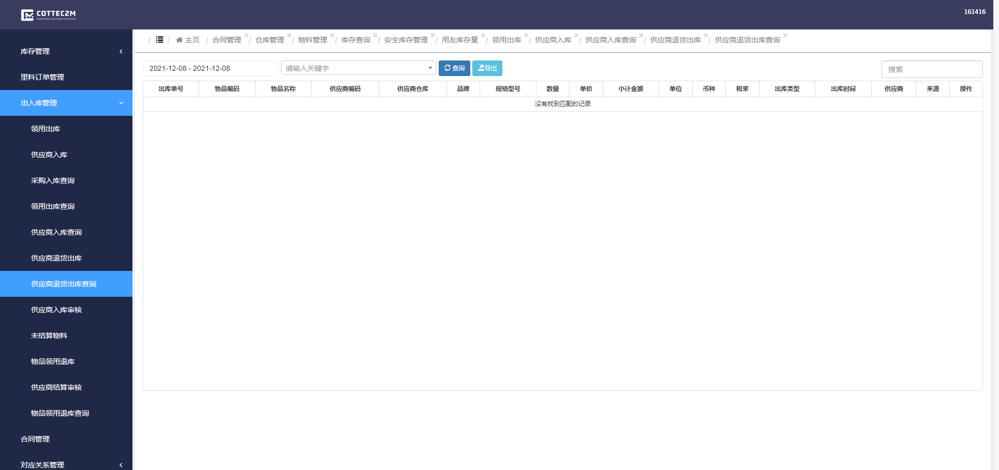 COTTEC2M
INDUSTRIAL INTERNET PLATFORM
161416
/ / 主页 / 合同管理 / 仓库管理 / 物料管理 / 库存查询 / 安全库存管理 / 用友库存量 / 领用出库 / 供应商入库 / 供应商入库查询 / 供应商退货出库 / 供应商退货出库查询
库存管理
里料订单管理
出入库管理
领用出库
供应商入库
采购入库查询
领用出库查询
供应商入库查询
供应商退货出库
供应商退货出库查询
供应商入库审核
未结算物料
物品领用退库
供应商结算审核
物品领用退库查询
合同管理
对应关系管理
2021-12-08 - 2021-12-08 请输入关键字 查询 导出 搜索
出库单号 物品编码 物品名称 供应商编码 供应商仓库 品牌 规格型号 数量 单价 小计金额 单位 币种 税率 出库类型 出库时间 供应商 来源 操作
没有找到匹配的记录